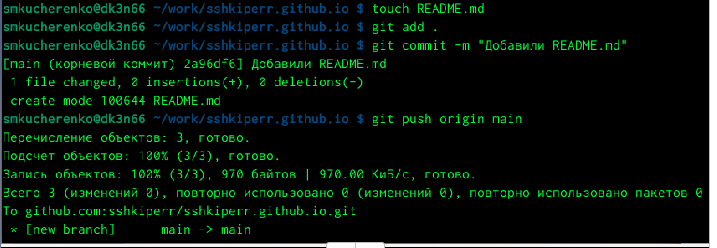 smkucherenko@dk3n66 ~/work/sshkiperr.github.io $ touch README.md
smkucherenko@dk3n66 ~/work/sshkiperr.github.io $ git add .
smkucherenko@dk3n66 ~/work/sshkiperr.github.io $ git commit -m "Добавили README.md"
[main (корневой коммит) 2a96df6] Добавили README.md
 1 file changed, 0 insertions(+), 0 deletions(-)
 create mode 100644 README.md
smkucherenko@dk3n66 ~/work/sshkiperr.github.io $ git push origin main
Перечисление объектов: 3, готово.
Подсчет объектов: 100% (3/3), готово.
Запись объектов: 100% (3/3), 970 байтов | 970.00 КиБ/с, готово.
Всего 3 (изменений 0), повторно использовано 0 (изменений 0), повторно использовано пакетов 0
To github.com:sshkiperr/sshkiperr.github.io.git
 * [new branch]      main -> main